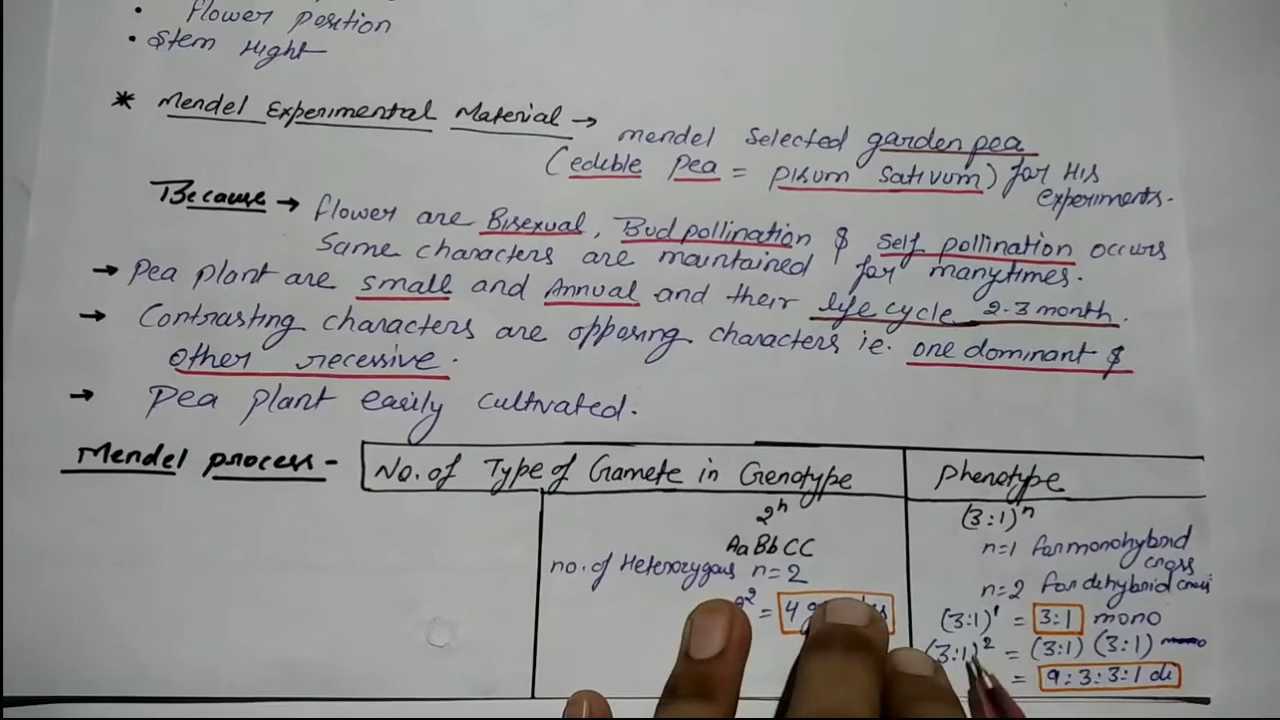 • Flower position
• Stem Hight
* Mendel Experimental Material → mendel selected garden pea
(edible pea = pisum sativum) for His experiments.
Because → flower are Bisexual, Bud pollination & Self pollination occurs
Same characters are maintained for manytimes.
→ Pea plant are small and Annual and their life cycle 2-3 month.
→ Contrasting characters are opposing characters ie. one dominant &
other recessive.
→ Pea plant easily cultivated.
Mendel process -
No. of Type of Gamete in Genotype
2ⁿ
AaBbCC
no. of Heterozygous n=2
2² = 4
Phenotype
(3:1)ⁿ
n=1 for monohybrid
cross
n=2 for dehybrid cross
(3:1)¹ = 3:1 mono
(3:1)² = (3:1) (3:1)
= 9:3:3:1 di